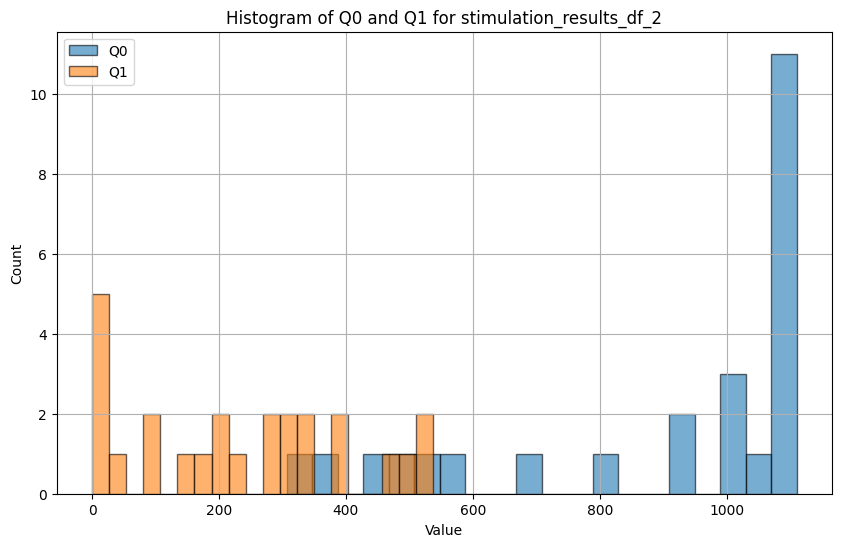 Histogram of Q0 and Q1 for stimulation_results_df_2
Q0
Q1
Count
10
8
6
4
2
0
0 200 400 600 800 1000
Value